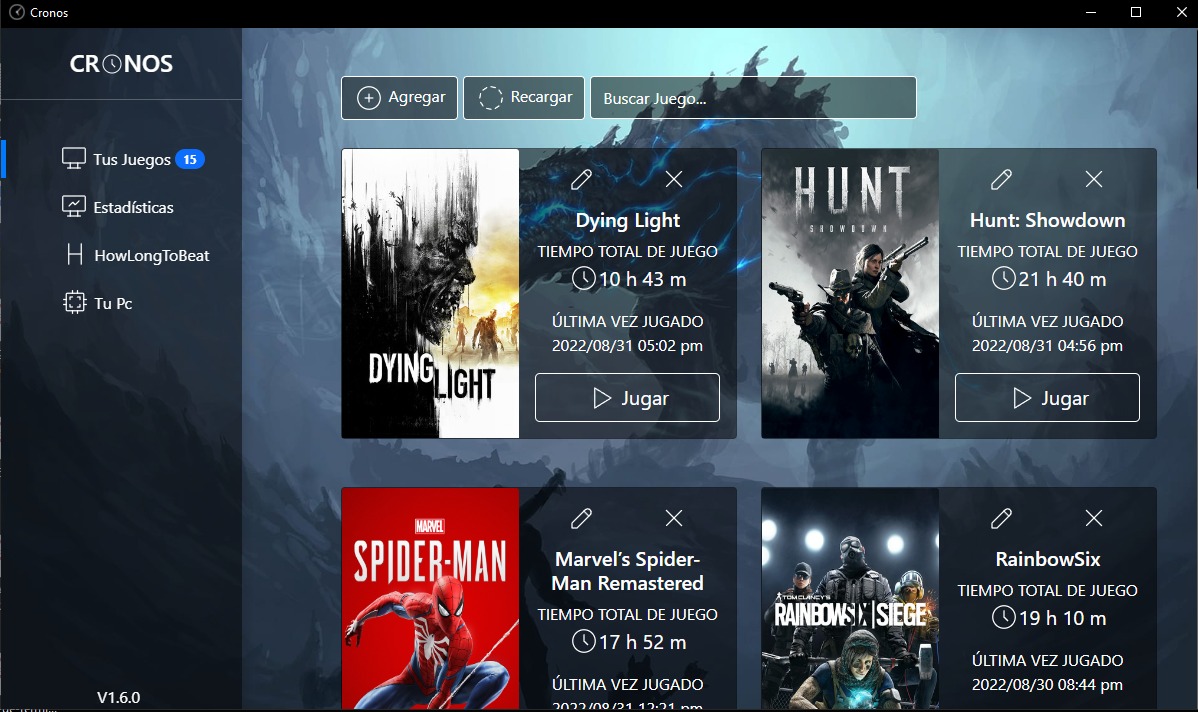 Cronos
CRONOS
Tus Juegos 15
Estadísticas
HowLongToBeat
Tu Pc
V1.6.0
Agregar
Recargar
Buscar Juego...
DYING LIGHT
Dying Light
TIEMPO TOTAL DE JUEGO
10 h 43 m
ÚLTIMA VEZ JUGADO
2022/08/31 05:02 pm
Jugar
HUNT
SHOWDOWN
Hunt: Showdown
TIEMPO TOTAL DE JUEGO
21 h 40 m
ÚLTIMA VEZ JUGADO
2022/08/31 04:56 pm
Jugar
MARVEL
SPIDER-MAN
Marvel’s Spider-
Man Remastered
TIEMPO TOTAL DE JUEGO
17 h 52 m
ÚLTIMA VEZ JUGADO
2022/08/31 12:21 pm
TOM CLANCY'S
RAINBOW SIX | SIEGE
RainbowSix
TIEMPO TOTAL DE JUEGO
19 h 10 m
ÚLTIMA VEZ JUGADO
2022/08/30 08:44 pm